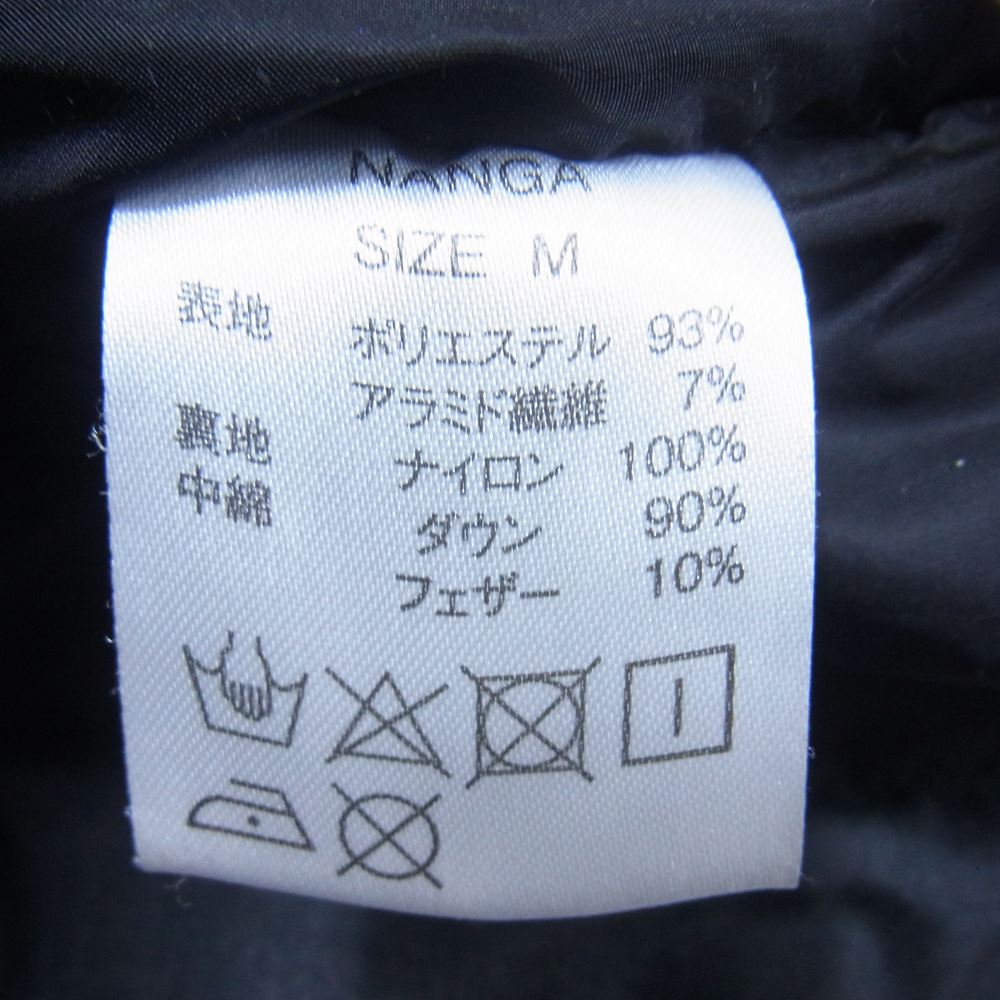 NANGA
SIZE M
表地 ポリエステル 93%
アラミド繊維 7%
裏地 ナイロン 100%
中綿 ダウン 90%
フェザー 10%